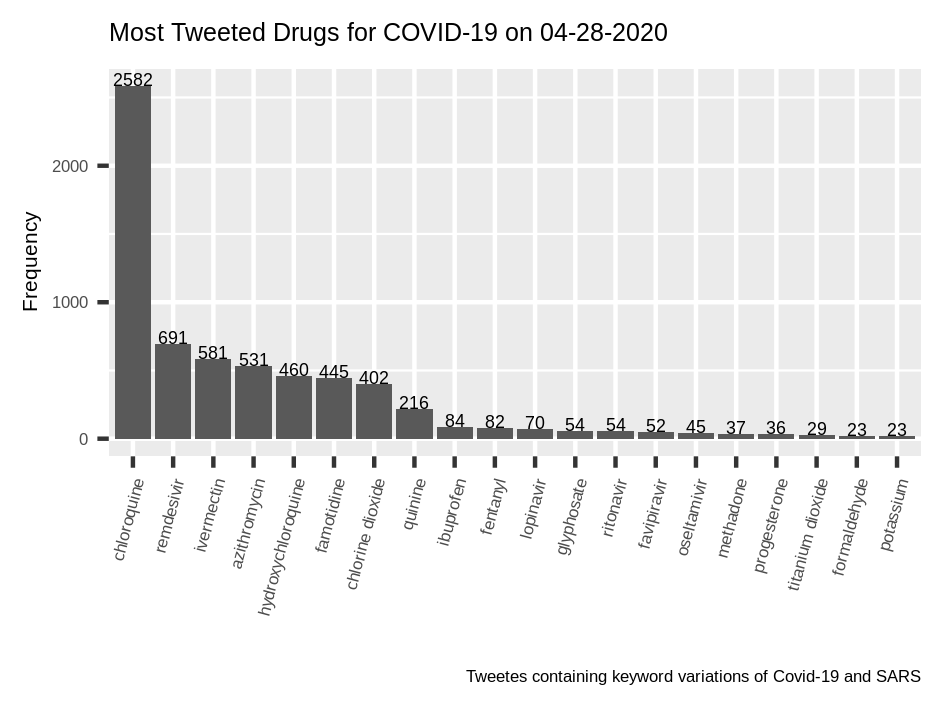 Most Tweeted Drugs for COVID-19 on 04-28-2020
Frequency
2000
1000
0
2582
691
581
531
460
445
402
216
84
82
70
54
54
52
45
37
36
29
23
23
chloroquine
remdesivir
ivermectin
azithromycin
hydroxychloroquine
famotidine
chlorine dioxide
quinine
ibuprofen
fentanyl
lopinavir
glyphosate
ritonavir
favipiravir
oseltamivir
methadone
progesterone
titanium dioxide
formaldehyde
potassium
Tweetes containing keyword variations of Covid-19 and SARS